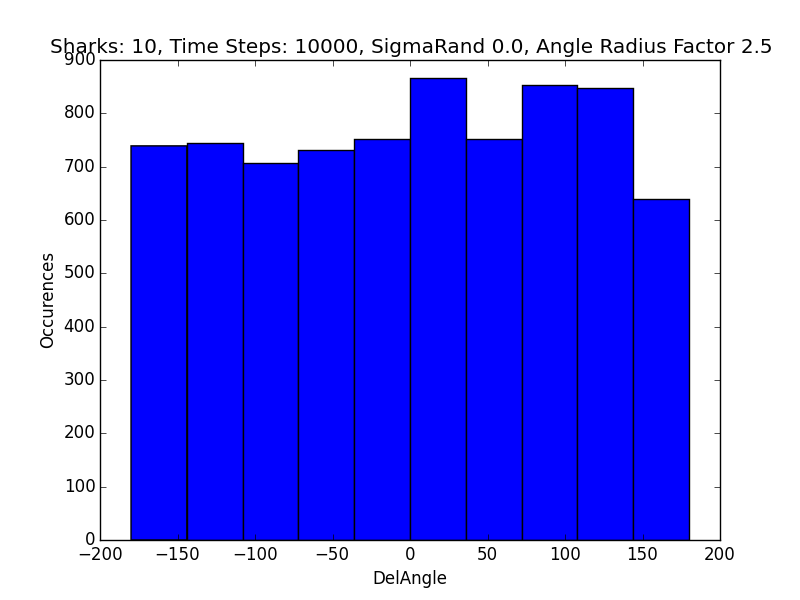 Sharks: 10, Time Steps: 10000, SigmaRand 0.0, Angle Radius Factor 2.5
900
800
700
600
500
400
300
200
100
0
Occurences
−200 −150 −100 −50 0 50 100 150 200
DelAngle